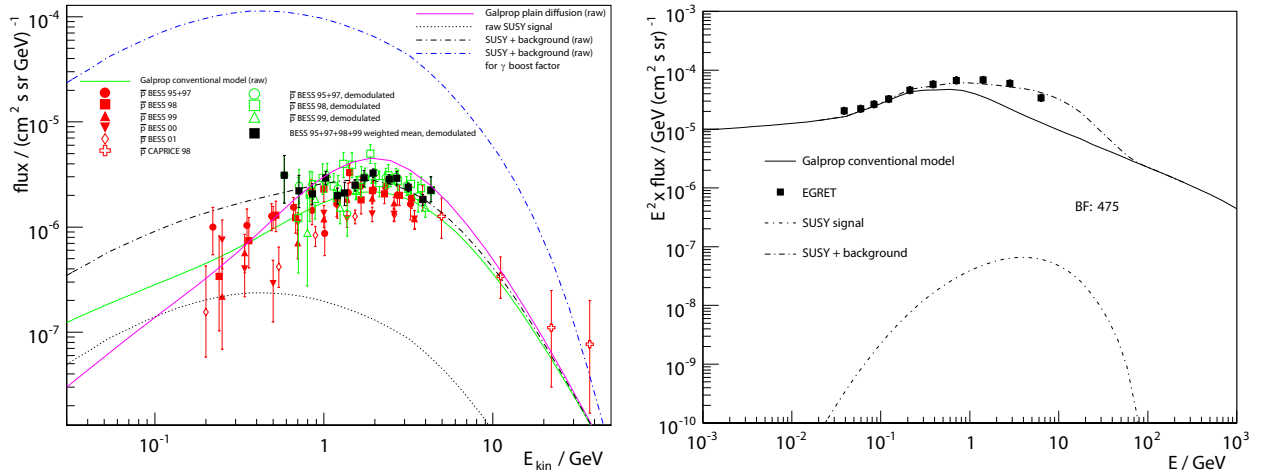 flux / (cm² s sr GeV)⁻¹
10⁻⁴
10⁻⁵
10⁻⁶
10⁻⁷
Galprop plain diffusion (raw)
raw SUSY signal
SUSY + background (raw)
SUSY + background (raw)
for γ boost factor
Galprop conventional model (raw)
p̅ BESS 95+97
p̅ BESS 98
p̅ BESS 99
p̅ BESS 00
p̅ BESS 01
p̅ CAPRICE 98
p̅ BESS 95+97, demodulated
p̅ BESS 98, demodulated
p̅ BESS 99, demodulated
BESS 95+97+98+99 weighted mean, demodulated
10⁻¹ 1 10
E_kin / GeV
E² x flux / GeV (cm² s sr)⁻¹
10⁻³
10⁻⁴
10⁻⁵
10⁻⁶
10⁻⁷
10⁻⁸
10⁻⁹
10⁻¹⁰
Galprop conventional model
EGRET
SUSY signal
SUSY + background
BF: 475
10⁻³ 10⁻² 10⁻¹ 1 10 10² 10³
E / GeV